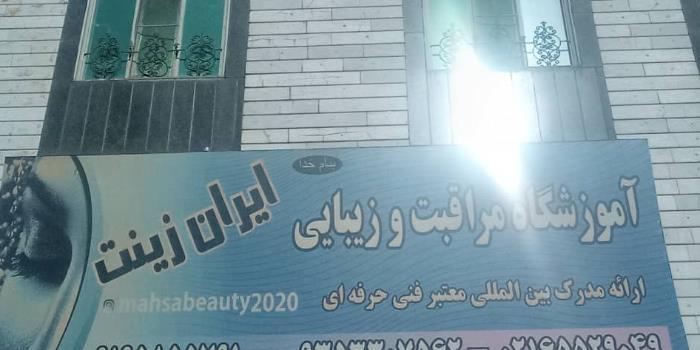 بنام خدا
آموزشگاه مراقبت و زیبایی
ایران زینت
ارائه مدرک بین المللی معتبر فنی حرفه ای
@mahsabeauty2020